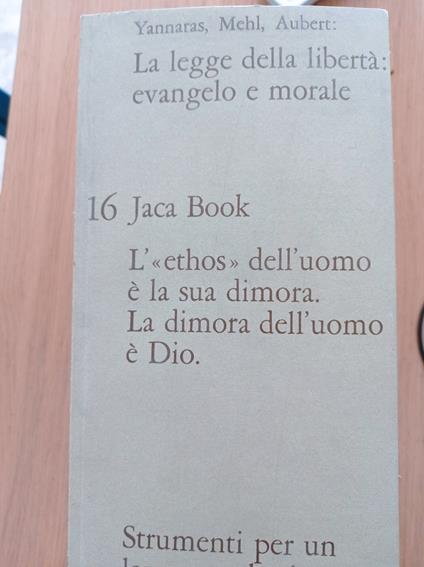 Yannaras, Mehl, Aubert:
La legge della libertà:
evangelo e morale
16 Jaca Book
L'«ethos» dell'uomo
è la sua dimora.
La dimora dell'uomo
è Dio.
Strumenti per un